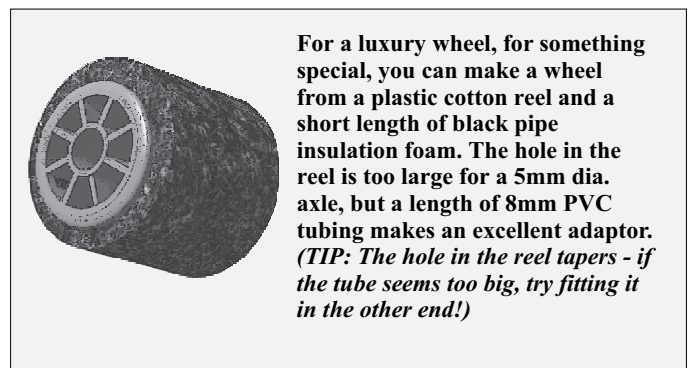 For a luxury wheel, for something
special, you can make a wheel
from a plastic cotton reel and a
short length of black pipe
insulation foam. The hole in the
reel is too large for a 5mm dia.
axle, but a length of 8mm PVC
tubing makes an excellent adaptor.
(TIP: The hole in the reel tapers - if
the tube seems too big, try fitting it
in the other end!)